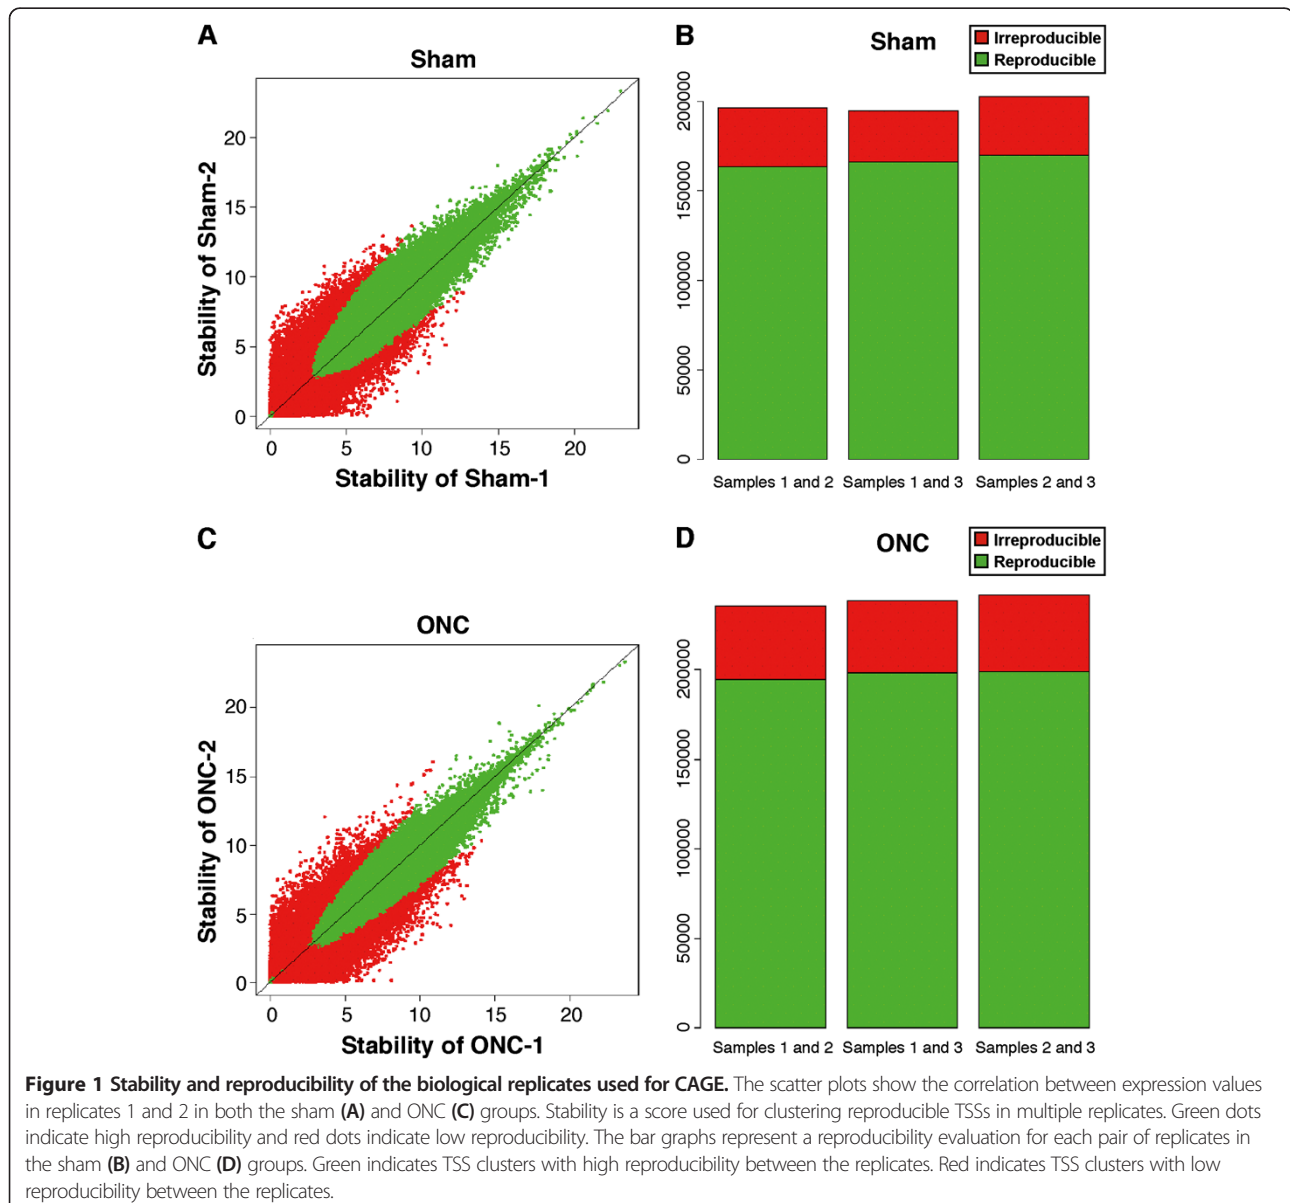 A
Sham
Stability of Sham-2
20
15
10
5
0
0 5 10 15 20
Stability of Sham-1
B
Sham
Irreproducible
Reproducible
200000
150000
100000
50000
0
Samples 1 and 2 Samples 1 and 3 Samples 2 and 3
C
ONC
Stability of ONC-2
20
15
10
5
0
0 5 10 15 20
Stability of ONC-1
D
ONC
Irreproducible
Reproducible
200000
150000
100000
50000
0
Samples 1 and 2 Samples 1 and 3 Samples 2 and 3
Figure 1 Stability and reproducibility of the biological replicates used for CAGE. The scatter plots show the correlation between expression values
in replicates 1 and 2 in both the sham (A) and ONC (C) groups. Stability is a score used for clustering reproducible TSSs in multiple replicates. Green dots
indicate high reproducibility and red dots indicate low reproducibility. The bar graphs represent a reproducibility evaluation for each pair of replicates in
the sham (B) and ONC (D) groups. Green indicates TSS clusters with high reproducibility between the replicates. Red indicates TSS clusters with low
reproducibility between the replicates.